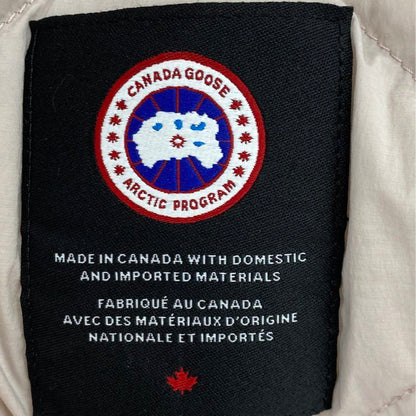 CANADA GOOSE
ARCTIC PROGRAM
MADE IN CANADA WITH DOMESTIC
AND IMPORTED MATERIALS
FABRIQUÉ AU CANADA
AVEC DES MATÉRIAUX D'ORIGINE
NATIONALE ET IMPORTÉS